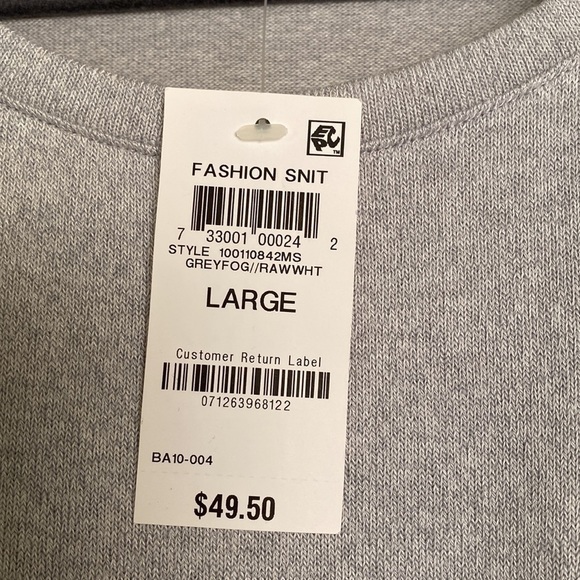 EPC™
FASHION SNIT
7 33001 00024 2
STYLE 100110842MS
GREYFOG//RAWWHT
LARGE
Customer Return Label
071263968122
BA10-004
$49.50